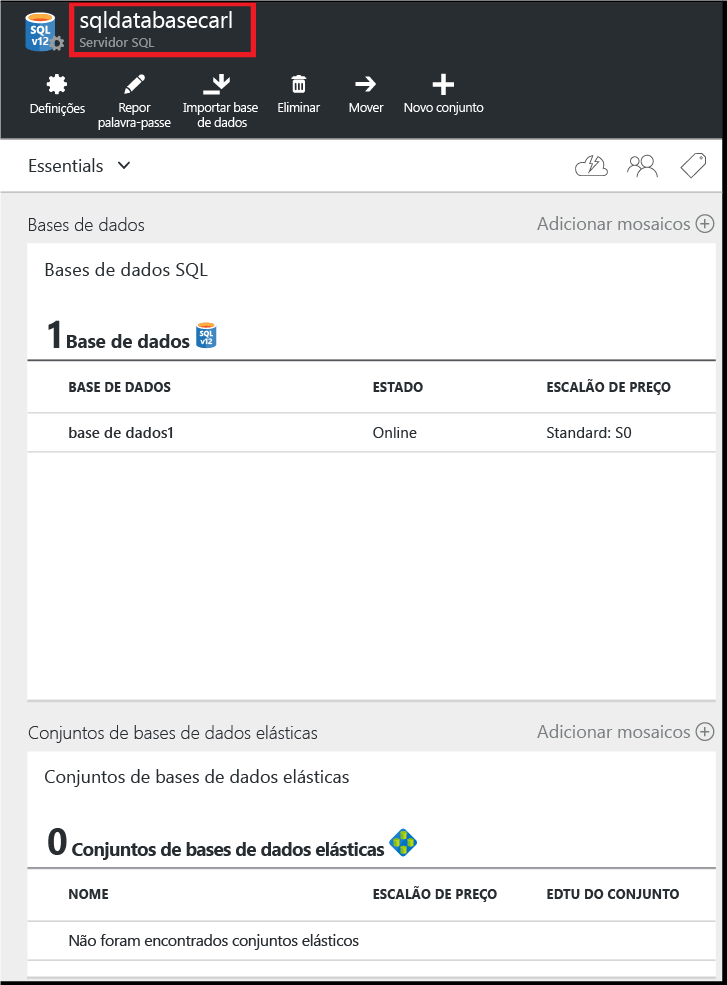 SQL
v12
sqldatabasecarl
Servidor SQL
Definições
Repor
palavra-passe
Importar base
de dados
Eliminar
Mover
Novo conjunto
Essentials
Bases de dados
Adicionar mosaicos
Bases de dados SQL
1 Base de dados
SQL
v12
BASE DE DADOS ESTADO ESCALÃO DE PREÇO
base de dados1 Online Standard: S0
Conjuntos de bases de dados elásticas
Adicionar mosaicos
Conjuntos de bases de dados elásticas
0 Conjuntos de bases de dados elásticas
NOME ESCALÃO DE PREÇO EDTU DO CONJUNTO
Não foram encontrados conjuntos elásticos